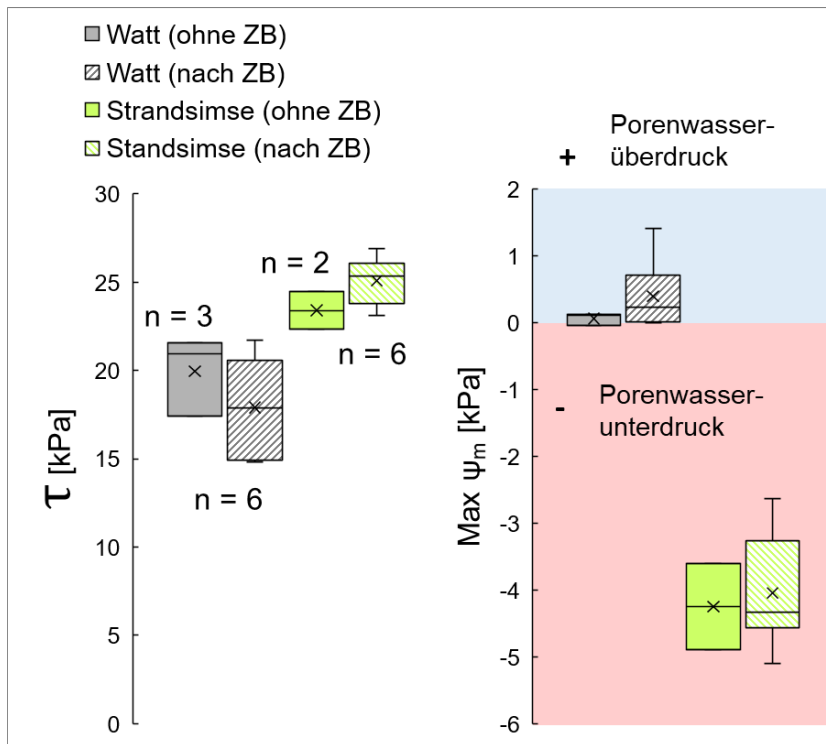 Watt (ohne ZB)
Watt (nach ZB)
Strandsimse (ohne ZB)
Standsimse (nach ZB)
τ [kPa]
30
25
20
15
10
5
0
n = 3
n = 6
n = 2
n = 6
+
Porenwasser-
überdruck
-
Porenwasser-
unterdruck
Max Ψm [kPa]
2
1
0
-1
-2
-3
-4
-5
-6